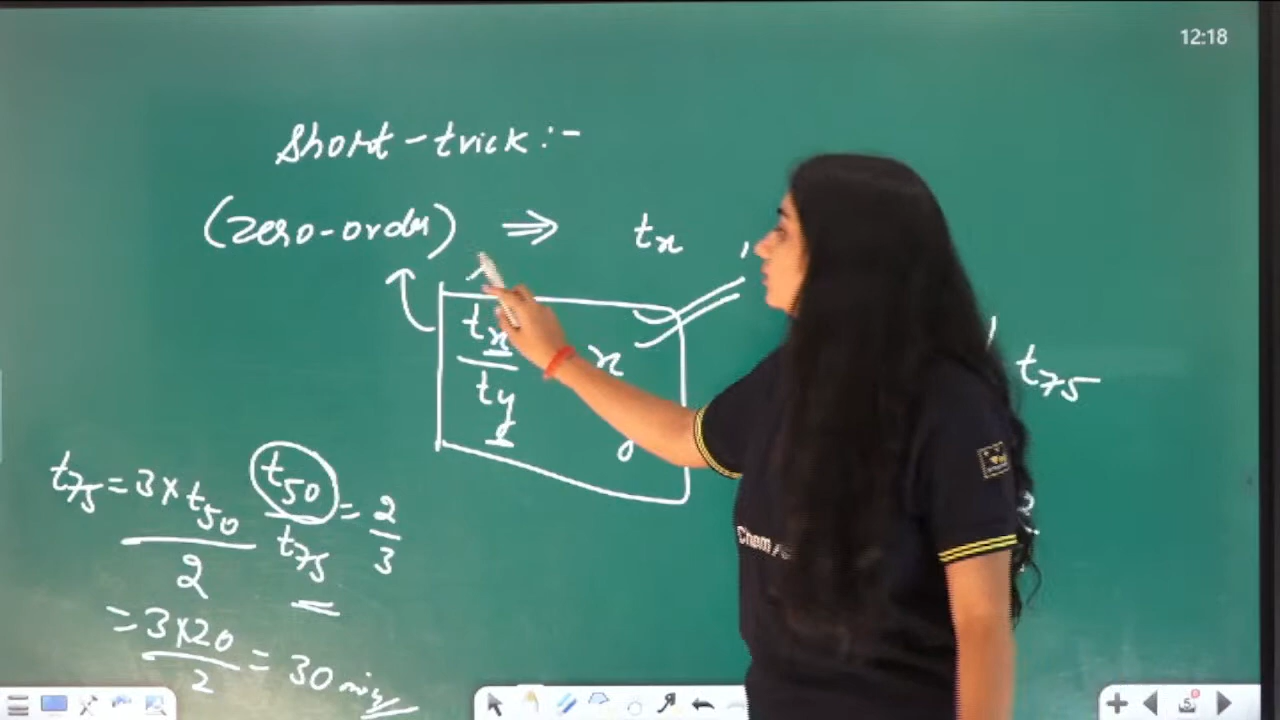 12:18
Short-trick :-
(zero-order) ⇒ tx
tx x
ty
t75
t75 = 3×t50 / 2
t50 / t75 = 2/3
= 3×20 / 2 = 30 min
Chem